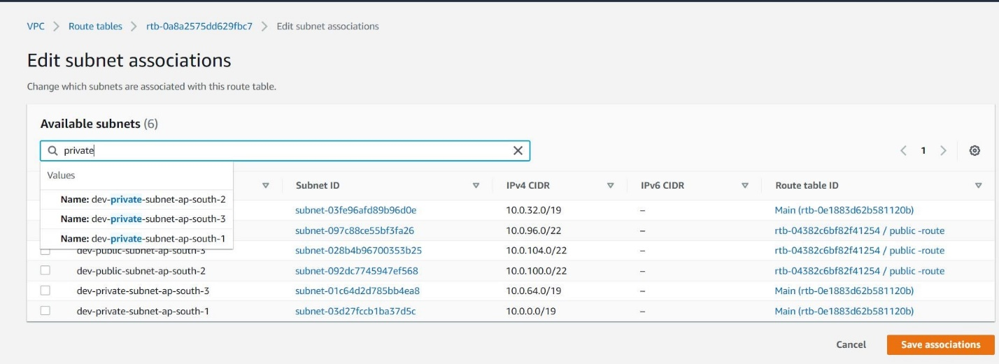 VPC > Route tables > rtb-0a8a2575dd629fbc7 > Edit subnet associations
Edit subnet associations
Change which subnets are associated with this route table.
Available subnets (6)
private
1
Values
Name: dev-private-subnet-ap-south-2
Name: dev-private-subnet-ap-south-3
Name: dev-private-subnet-ap-south-1
Subnet ID IPv4 CIDR IPv6 CIDR Route table ID
subnet-03fe96afd89b96d0e 10.0.32.0/19 – Main (rtb-0e1883d62b581120b)
subnet-097c88ce55bf3fa26 10.0.96.0/22 – rtb-04382c6bf82f41254 / public -route
dev-public-subnet-ap-south-3 subnet-028b4b96700353b25 10.0.104.0/22 – rtb-04382c6bf82f41254 / public -route
dev-public-subnet-ap-south-2 subnet-092dc7745947ef568 10.0.100.0/22 – rtb-04382c6bf82f41254 / public -route
dev-private-subnet-ap-south-3 subnet-01c64d2d785bb4ea8 10.0.64.0/19 – Main (rtb-0e1883d62b581120b)
dev-private-subnet-ap-south-1 subnet-03d27fccb1ba37d5c 10.0.0.0/19 – Main (rtb-0e1883d62b581120b)
Cancel Save associations